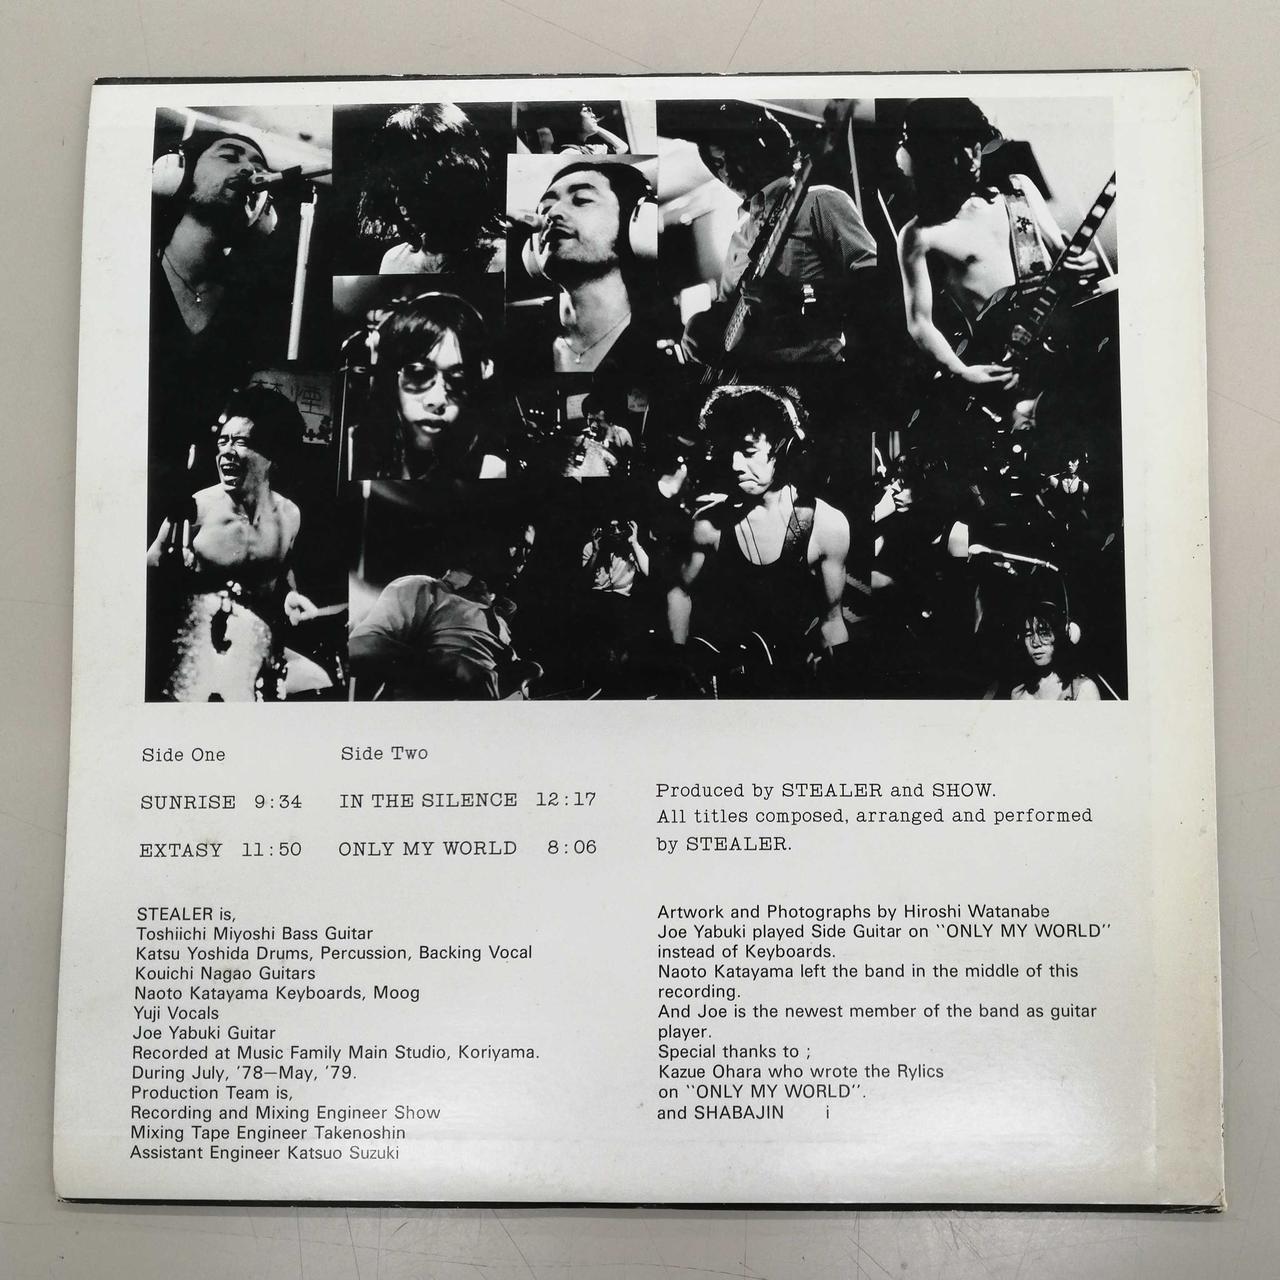 禁煙
Side One
Side Two
SUNRISE 9:34
IN THE SILENCE 12:17
EXTASY 11:50
ONLY MY WORLD 8:06
Produced by STEALER and SHOW.
All titles composed, arranged and performed
by STEALER.
STEALER is,
Toshiichi Miyoshi Bass Guitar
Katsu Yoshida Drums, Percussion, Backing Vocal
Kouichi Nagao Guitars
Naoto Katayama Keyboards, Moog
Yuji Vocals
Joe Yabuki Guitar
Recorded at Music Family Main Studio, Koriyama.
During July, '78—May, '79.
Production Team is,
Recording and Mixing Engineer Show
Mixing Tape Engineer Takenoshin
Assistant Engineer Katsuo Suzuki
Artwork and Photographs by Hiroshi Watanabe
Joe Yabuki played Side Guitar on "ONLY MY WORLD"
instead of Keyboards.
Naoto Katayama left the band in the middle of this
recording.
And Joe is the newest member of the band as guitar
player.
Special thanks to ;
Kazue Ohara who wrote the Rylics
on "ONLY MY WORLD".
and SHABAJIN i